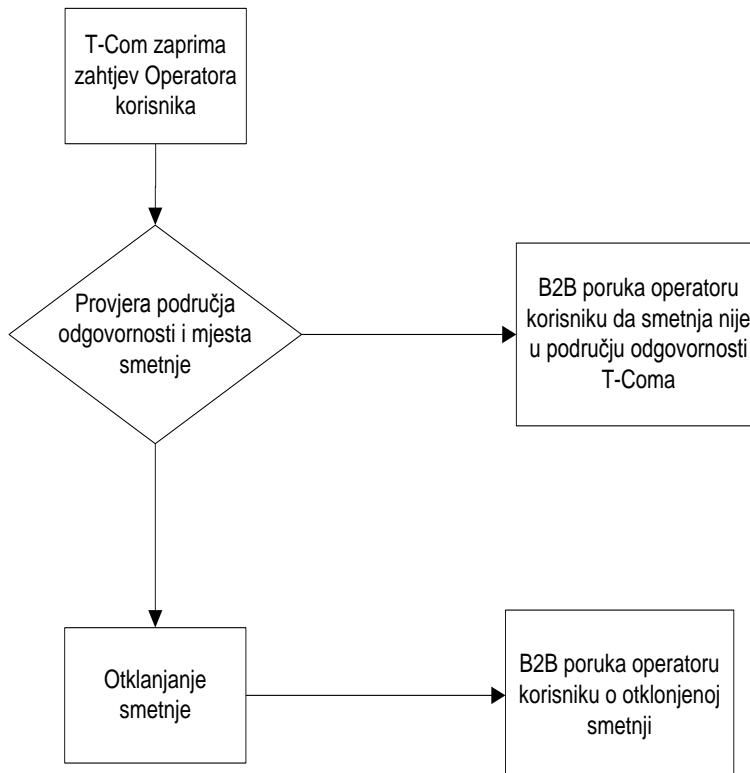 T-Com zaprima
zahtjev Operatora
korisnika
Provjera područja
odgovornosti i mjesta
smetnje
B2B poruka operatoru
korisniku da smetnja nije
u području odgovornosti
T-Coma
Otklanjanje
smetnje
B2B poruka operatoru
korisniku o otklonjenoj
smetnji